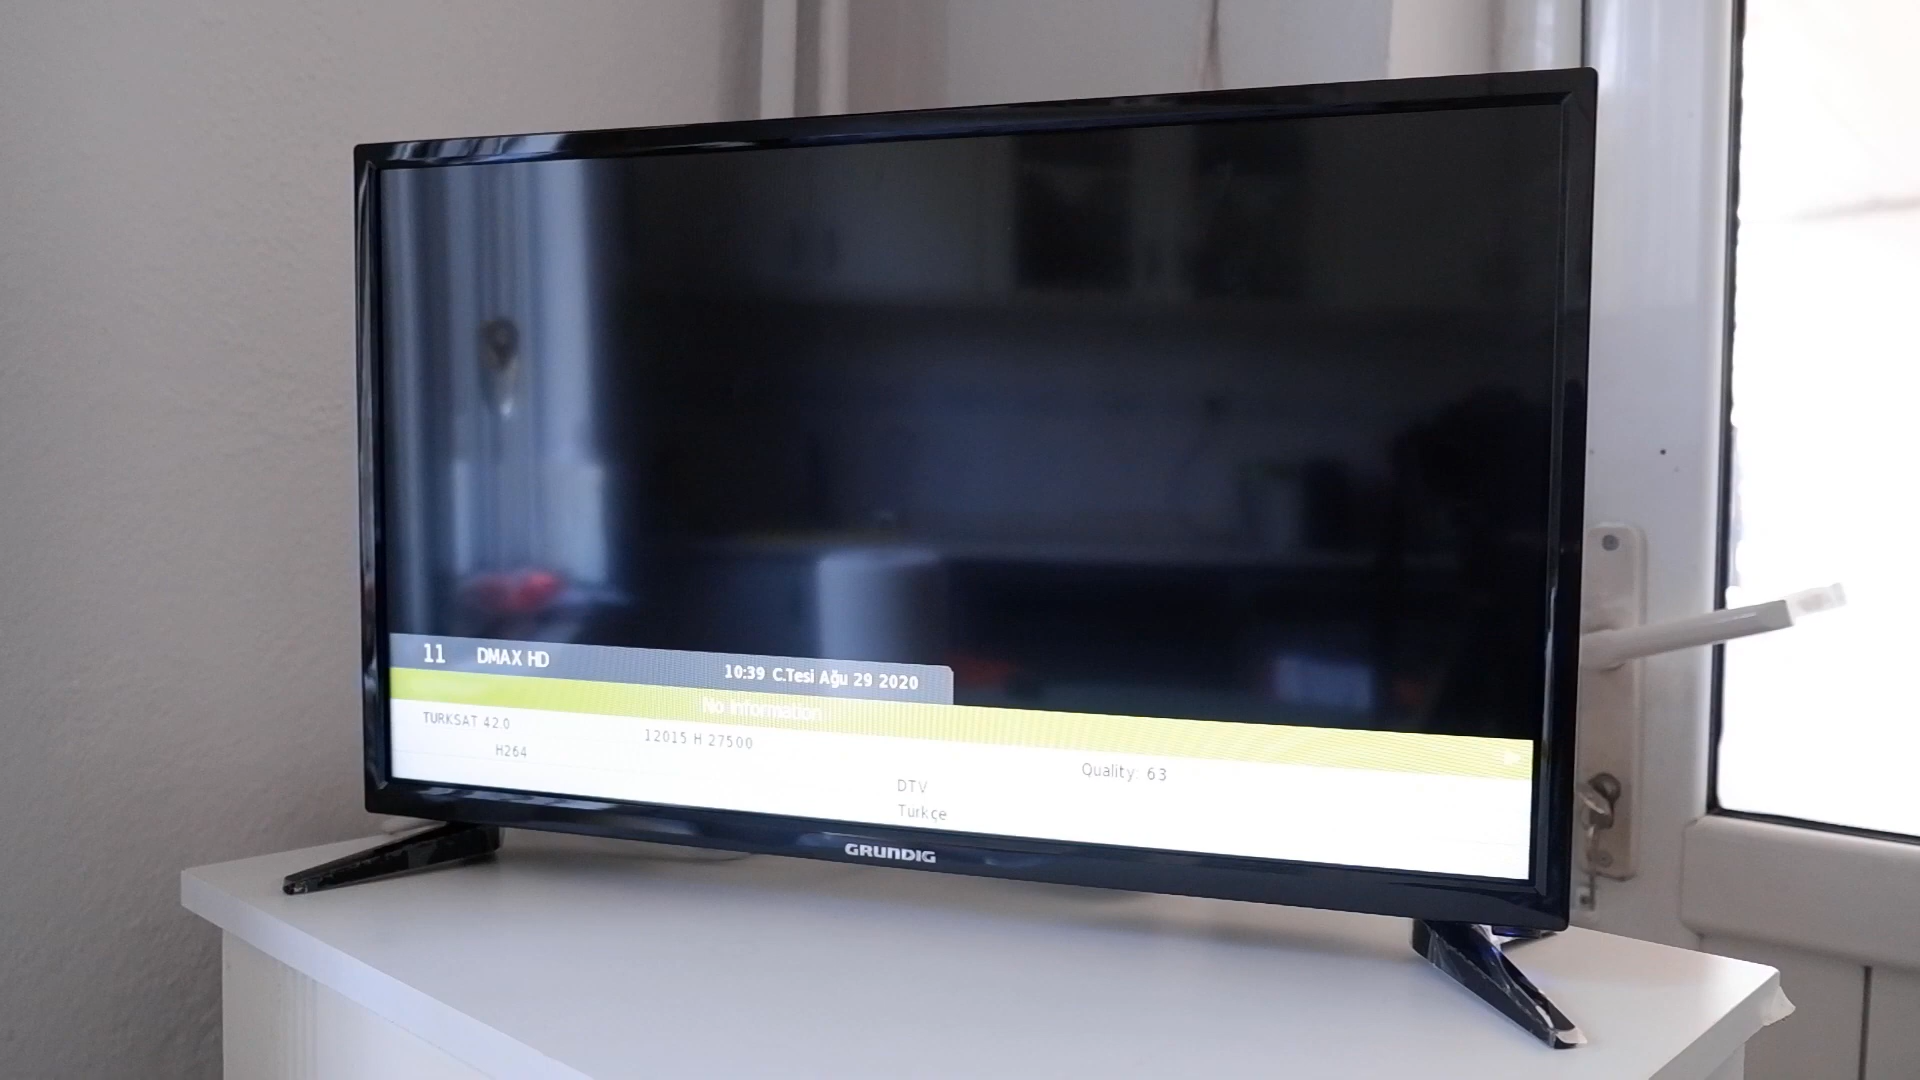 11 DMAX HD 10:39 C.Tesi Ağu 29 2020
No Information
TURKSAT 42.0 12015 H 27500 Quality: 63
H264 DTV
Türkçe
GRUNDIG